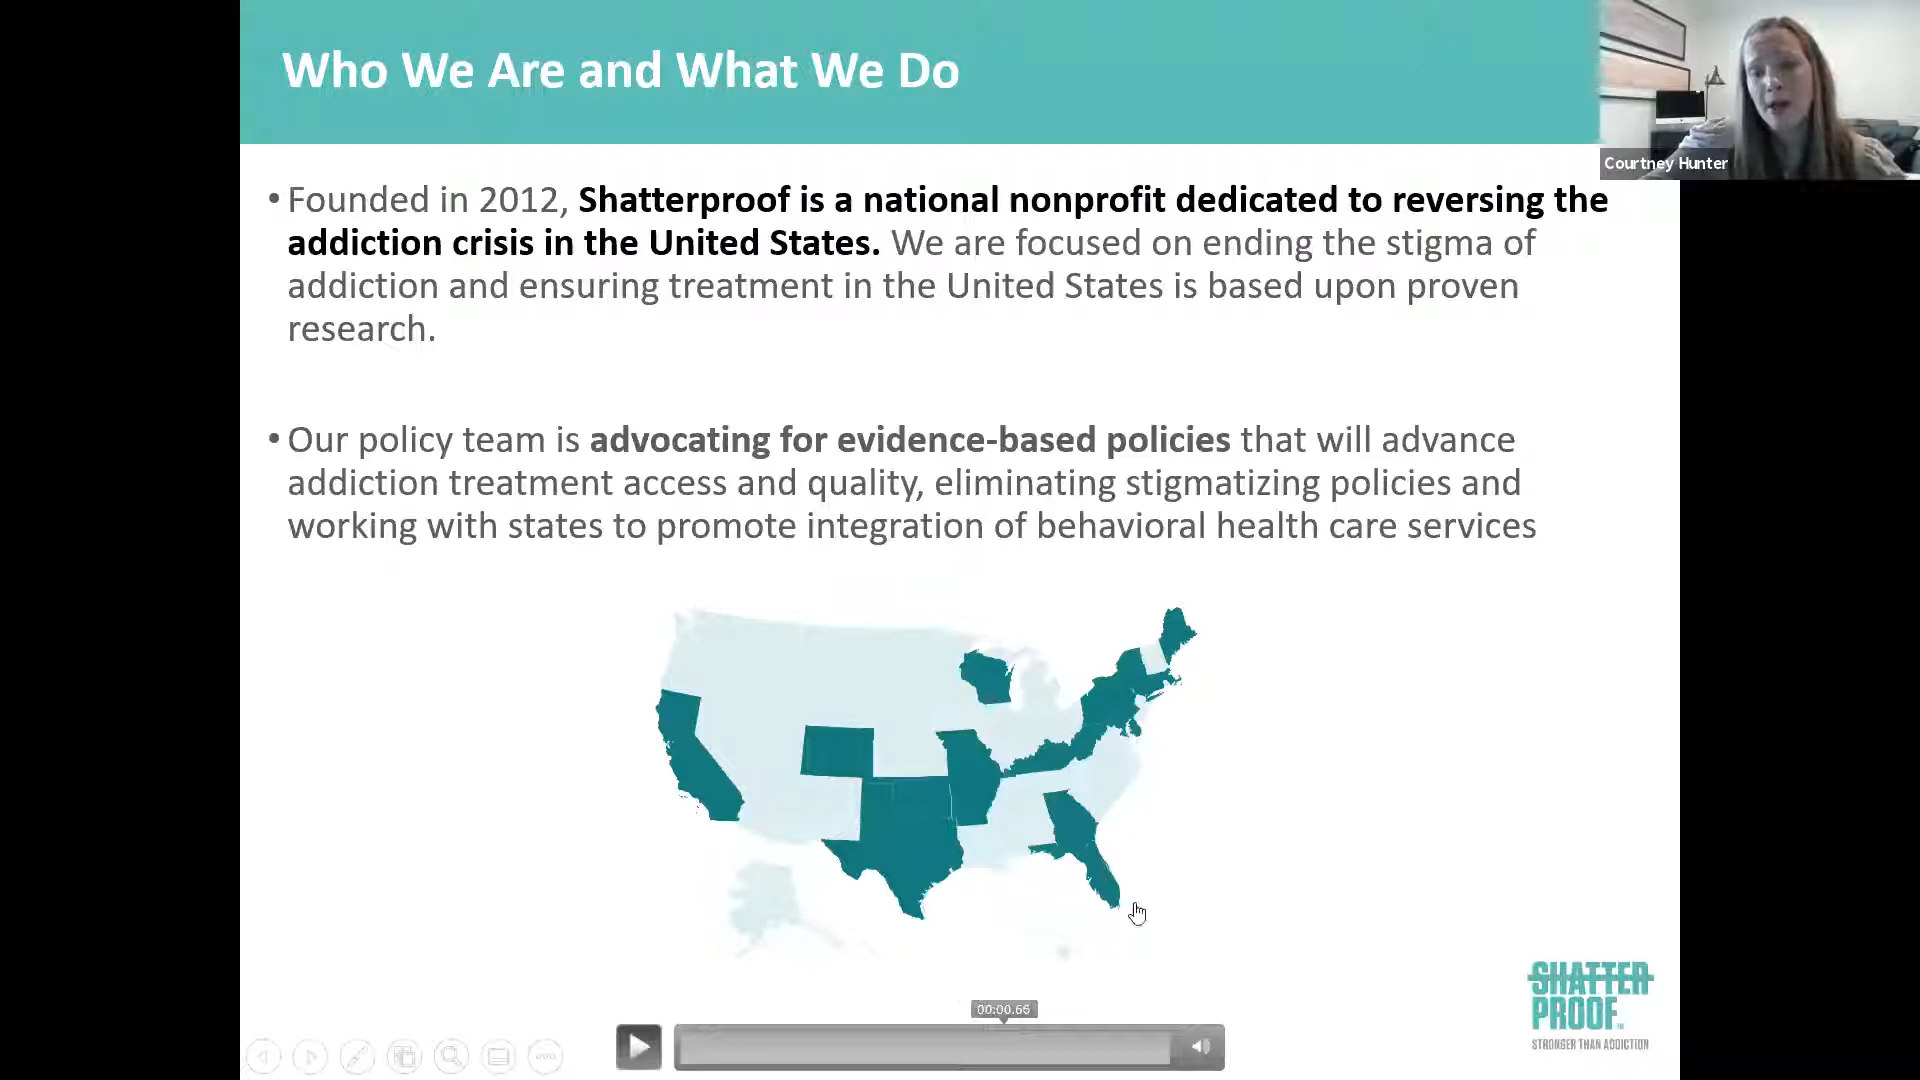 Who We Are and What We Do
Courtney Hunter
• Founded in 2012, Shatterproof is a national nonprofit dedicated to reversing the
addiction crisis in the United States. We are focused on ending the stigma of
addiction and ensuring treatment in the United States is based upon proven
research.
• Our policy team is advocating for evidence-based policies that will advance
addiction treatment access and quality, eliminating stigmatizing policies and
working with states to promote integration of behavioral health care services
00:00.66
SHATTER
PROOF
STRONGER THAN ADDICTION